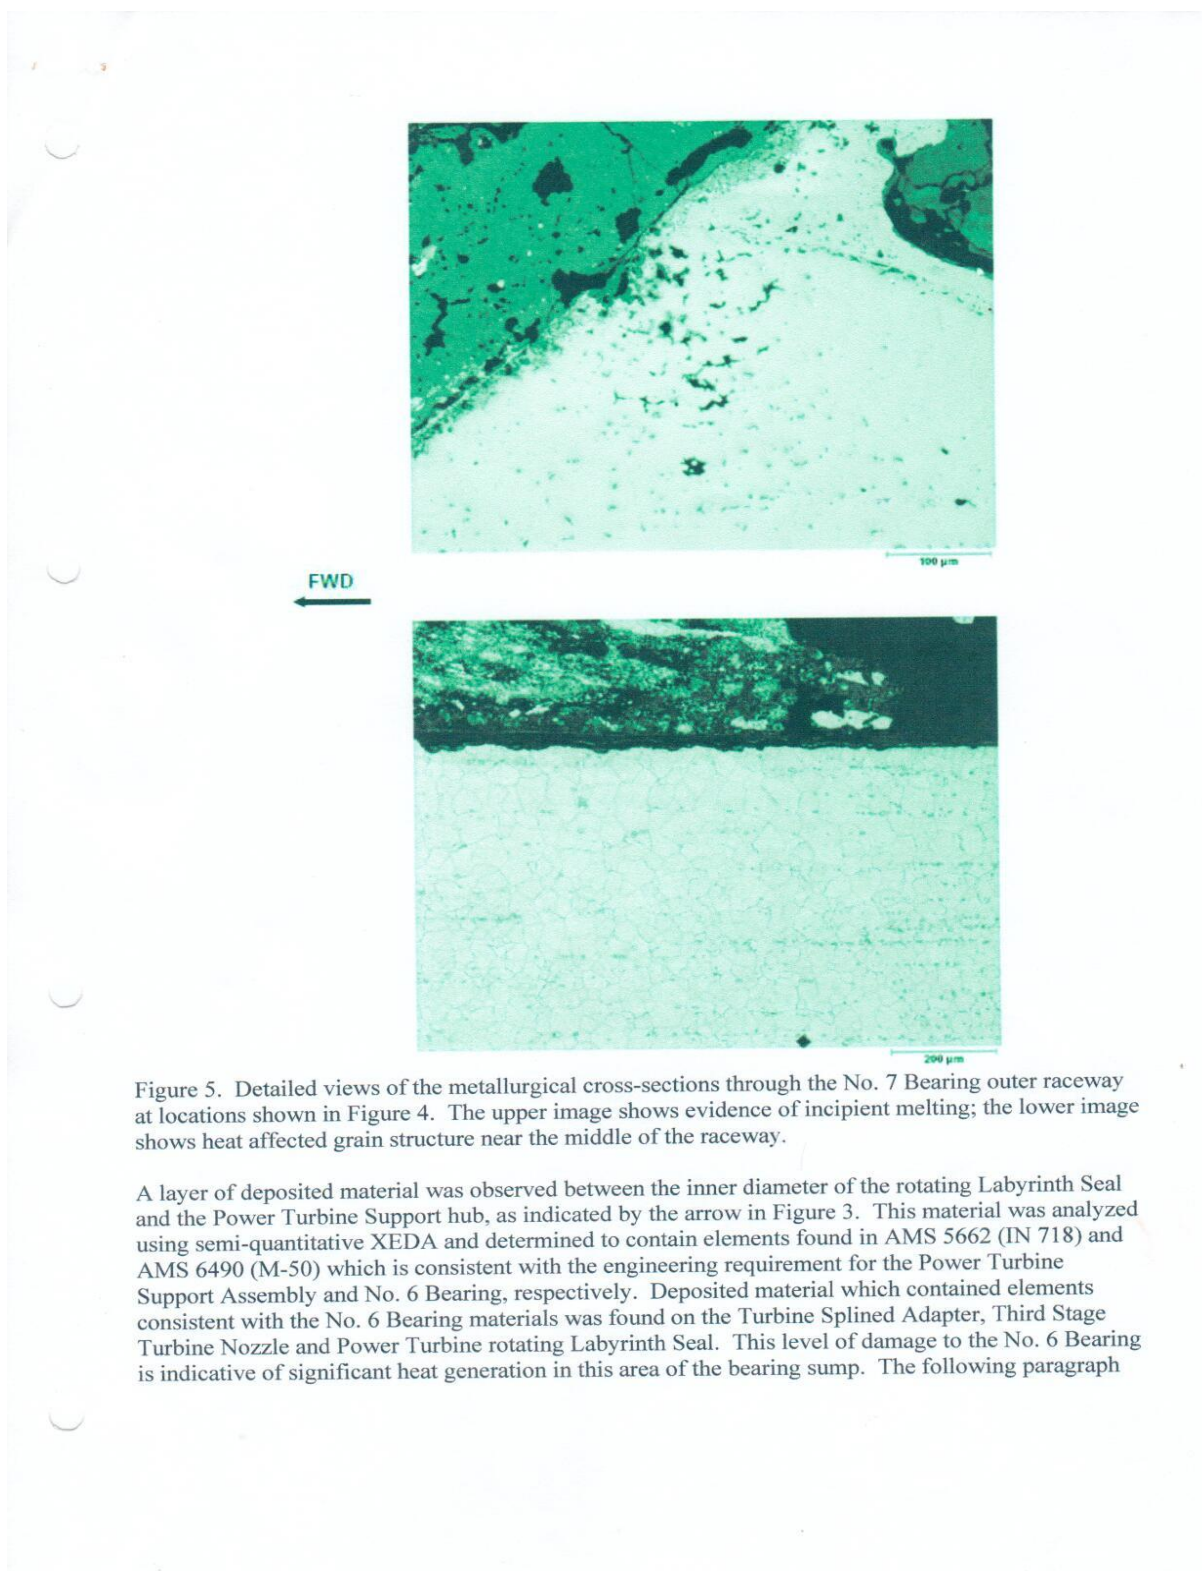 100 µm
FWD
200 µm
Figure 5. Detailed views of the metallurgical cross-sections through the No. 7 Bearing outer raceway
at locations shown in Figure 4. The upper image shows evidence of incipient melting; the lower image
shows heat affected grain structure near the middle of the raceway.
A layer of deposited material was observed between the inner diameter of the rotating Labyrinth Seal
and the Power Turbine Support hub, as indicated by the arrow in Figure 3. This material was analyzed
using semi-quantitative XEDA and determined to contain elements found in AMS 5662 (IN 718) and
AMS 6490 (M-50) which is consistent with the engineering requirement for the Power Turbine
Support Assembly and No. 6 Bearing, respectively. Deposited material which contained elements
consistent with the No. 6 Bearing materials was found on the Turbine Splined Adapter, Third Stage
Turbine Nozzle and Power Turbine rotating Labyrinth Seal. This level of damage to the No. 6 Bearing
is indicative of significant heat generation in this area of the bearing sump. The following paragraph